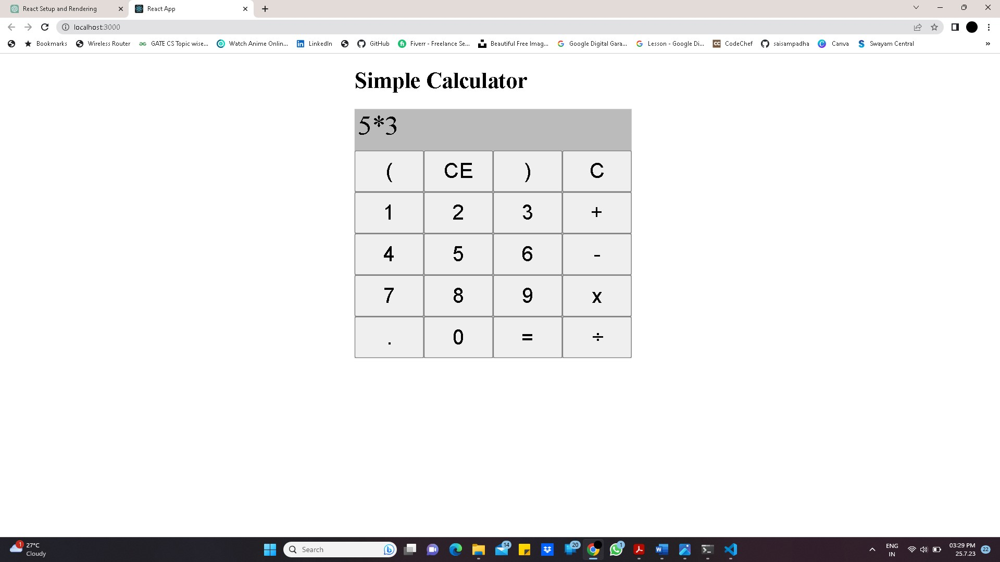 React Setup and Rendering
React App
localhost:3000
Bookmarks Wireless Router GATE CS Topic wise... Watch Anime Onlin... LinkedIn GitHub Fiverr - Freelance Se... Beautiful Free Imag... Google Digital Gara... Lesson - Google Di... CodeChef saisampadha Canva Swayam Central »
Simple Calculator
5*3
( CE ) C
1 2 3 +
4 5 6 -
7 8 9 x
. 0 = ÷
1
27°C
Cloudy
Search
14
20
1
ENG
IN
03:29 PM
25.7.23
22